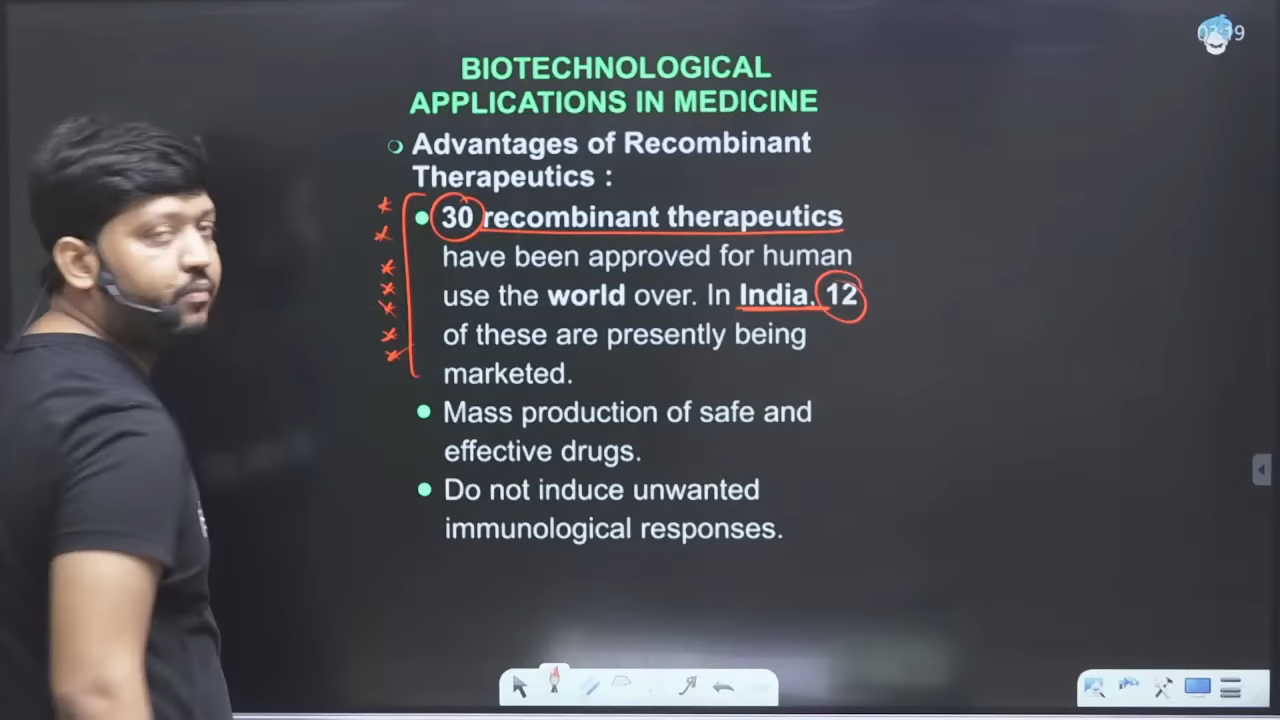 BIOTECHNOLOGICAL
APPLICATIONS IN MEDICINE
Advantages of Recombinant
Therapeutics :
30 recombinant therapeutics
have been approved for human
use the world over. In India, 12
of these are presently being
marketed.
Mass production of safe and
effective drugs.
Do not induce unwanted
immunological responses.